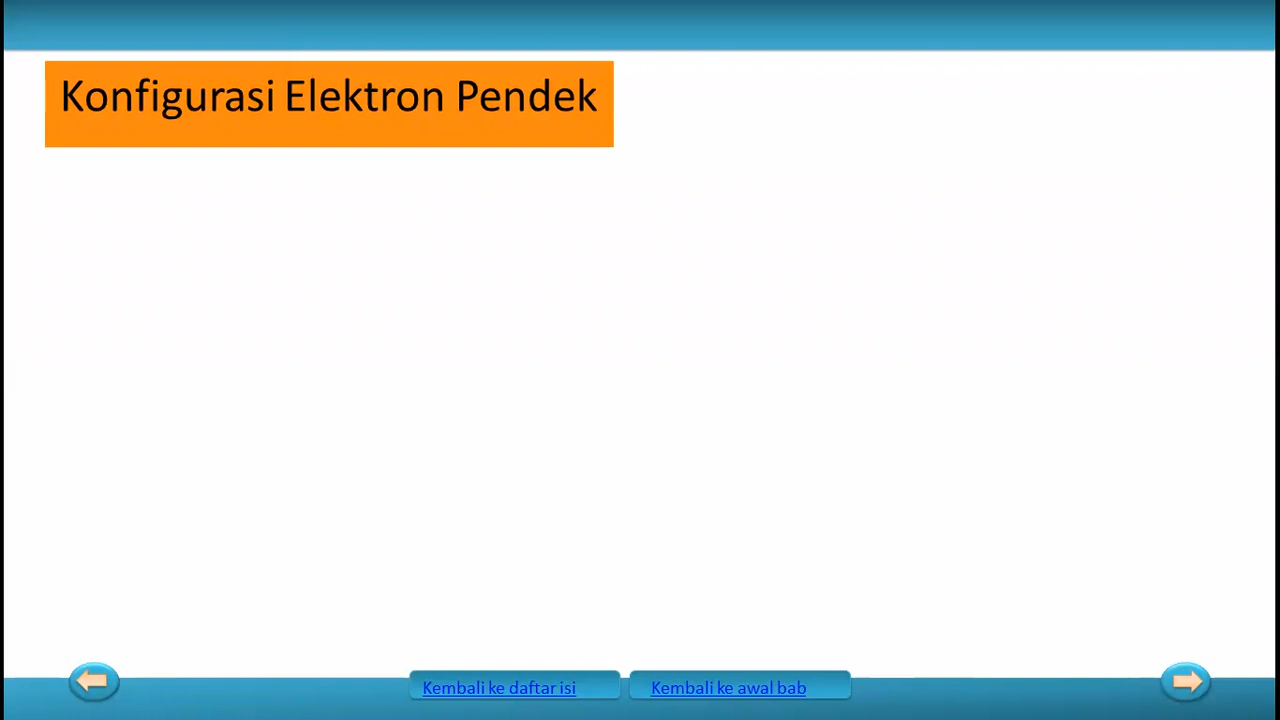 Konfigurasi Elektron Pendek
Kembali ke daftar isi
Kembali ke awal bab